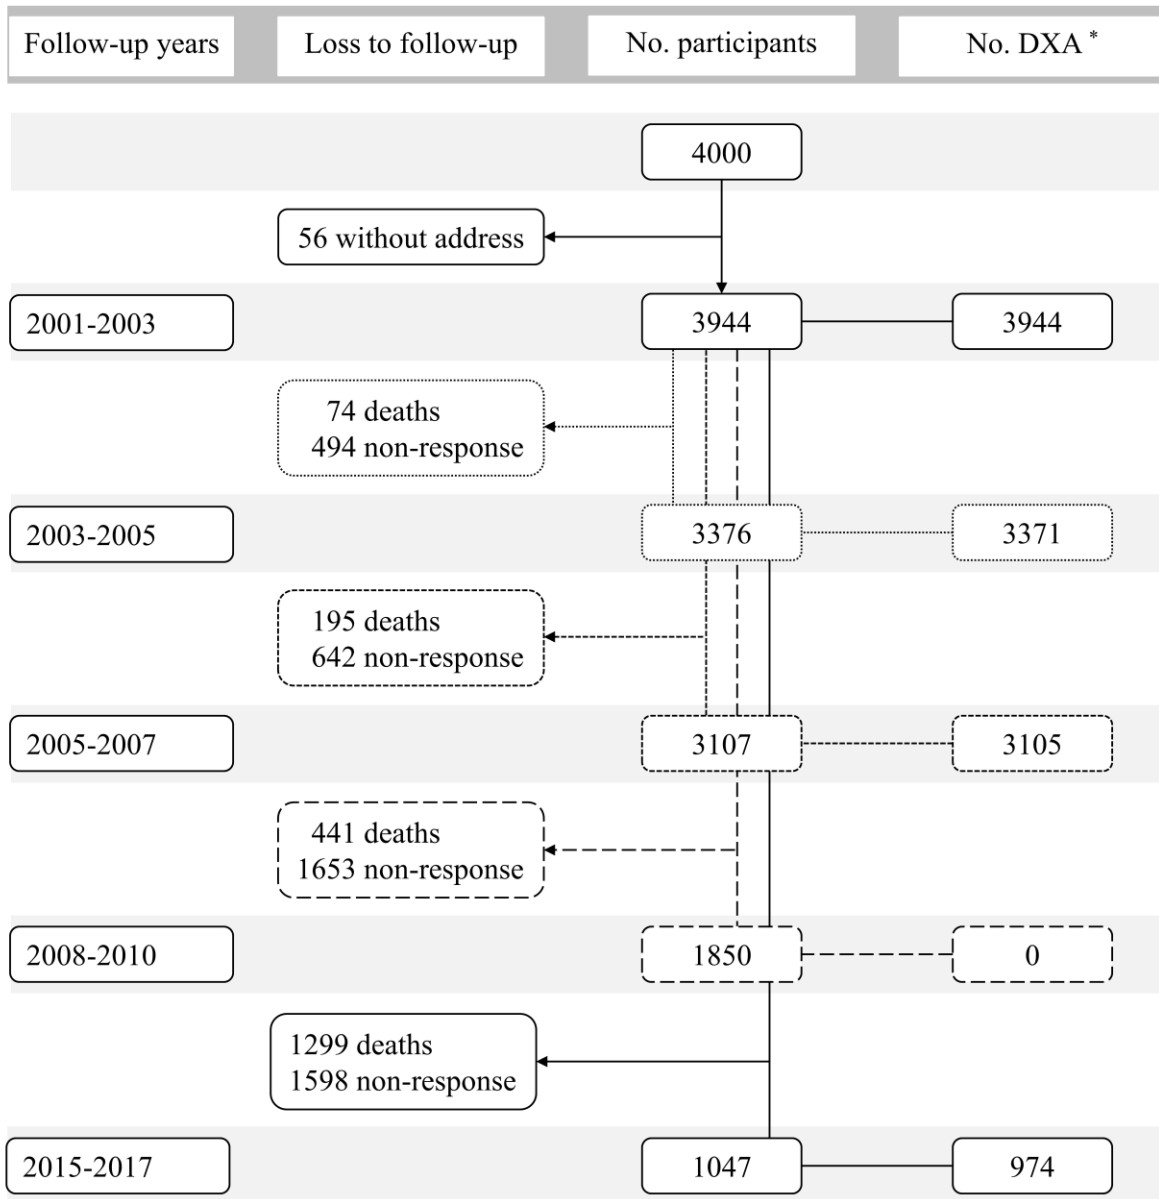 Follow-up years
Loss to follow-up
No. participants
No. DXA *
4000
56 without address
2001-2003
3944
3944
74 deaths
494 non-response
2003-2005
3376
3371
195 deaths
642 non-response
2005-2007
3107
3105
441 deaths
1653 non-response
2008-2010
1850
0
1299 deaths
1598 non-response
2015-2017
1047
974